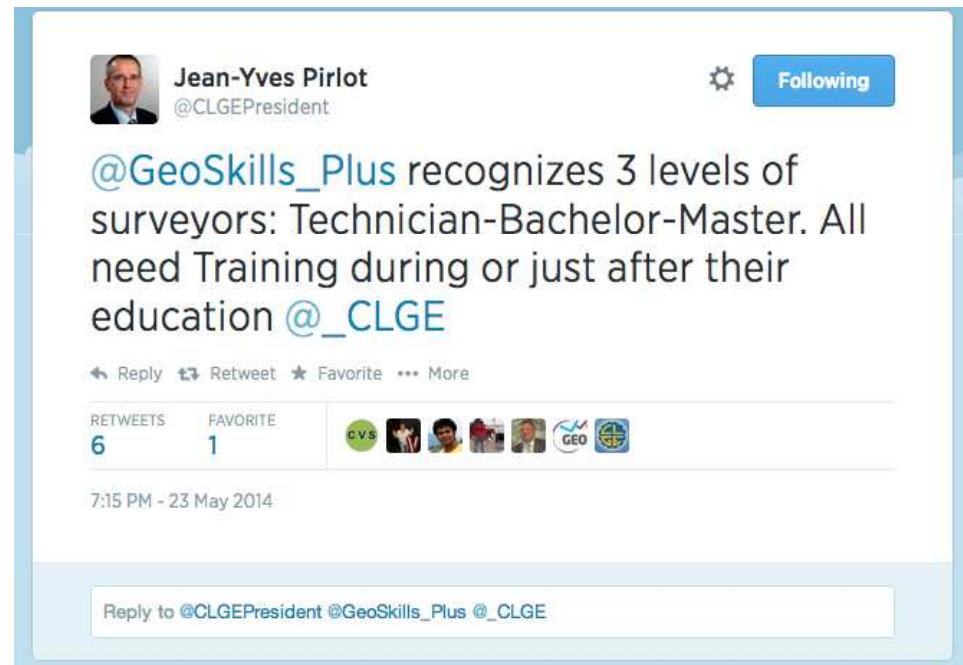 Jean-Yves Pirlot
@CLGEPresident
Following
@GeoSkills_Plus recognizes 3 levels of
surveyors: Technician-Bachelor-Master. All
need Training during or just after their
education @_CLGE
Reply Retweet Favorite More
RETWEETS FAVORITE
6 1
CVS GEO
7:15 PM - 23 May 2014
Reply to @CLGEPresident @GeoSkills_Plus @_CLGE